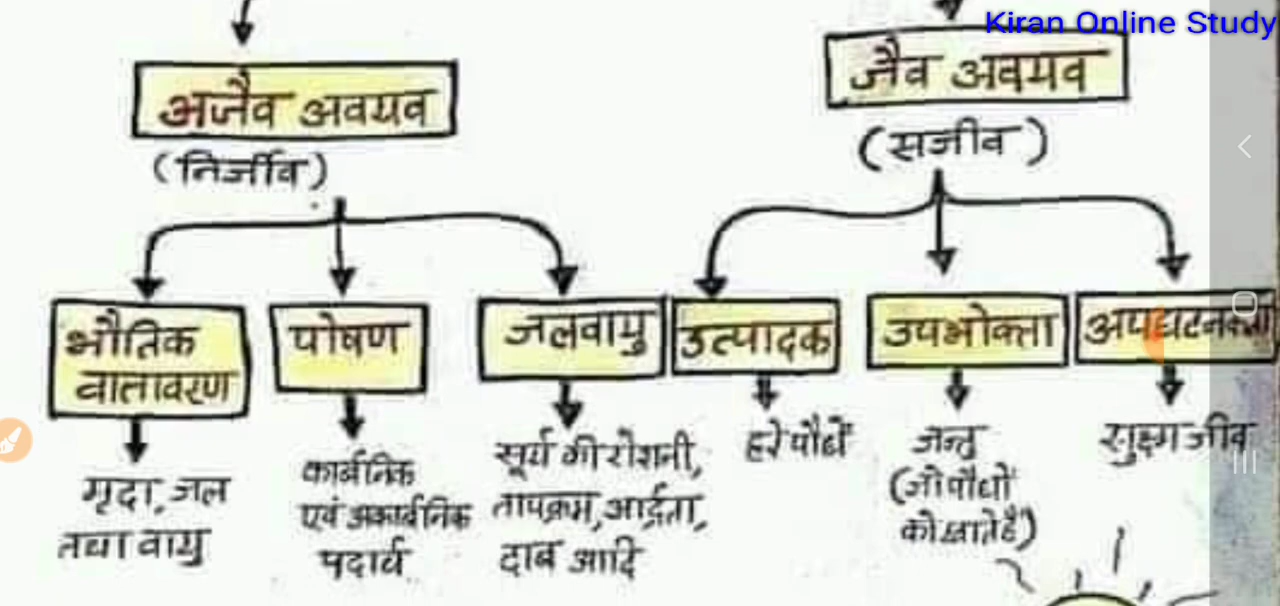 Kiran Online Study
अजैव अवयव
(निर्जीव)
जैव अवयव
(सजीव)
भौतिक
वातावरण
मृदा, जल
तथा वायु
पोषण
कार्बनिक
एवं अकार्बनिक
पदार्थ
जलवायु
सूर्य की रोशनी,
तापक्रम, आर्द्रता,
दाब आदि
उत्पादक
हरे पौधों
उपभोक्ता
जन्तु
(जो पौधों
को खाते हैं)
अपघटनकर्ता
सुक्ष्म जीव